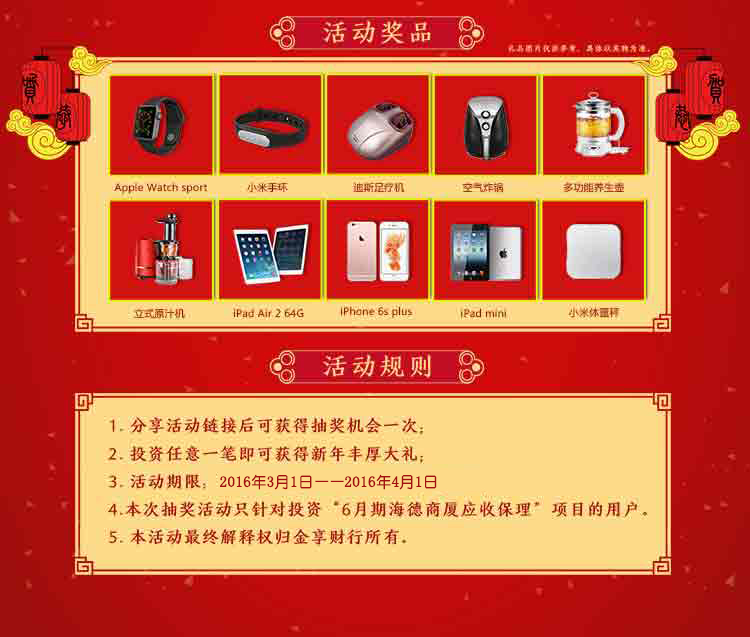 活动奖品
礼品图片仅供参考，具体以实物为准。
賀 恭
賀 恭
Apple Watch sport 小米手环 迪斯足疗机 空气炸锅 多功能养生壶
立式原汁机 iPad Air 2 64G iPhone 6s plus iPad mini 小米体重秤
活动规则
1. 分享活动链接后可获得抽奖机会一次；
2. 投资任意一笔即可获得新年丰厚大礼；
3. 活动期限：2016年3月1日——2016年4月1日
4.本次抽奖活动只针对投资“6月期海德商厦应收保理”项目的用户。
5. 本活动最终解释权归金享财行所有。